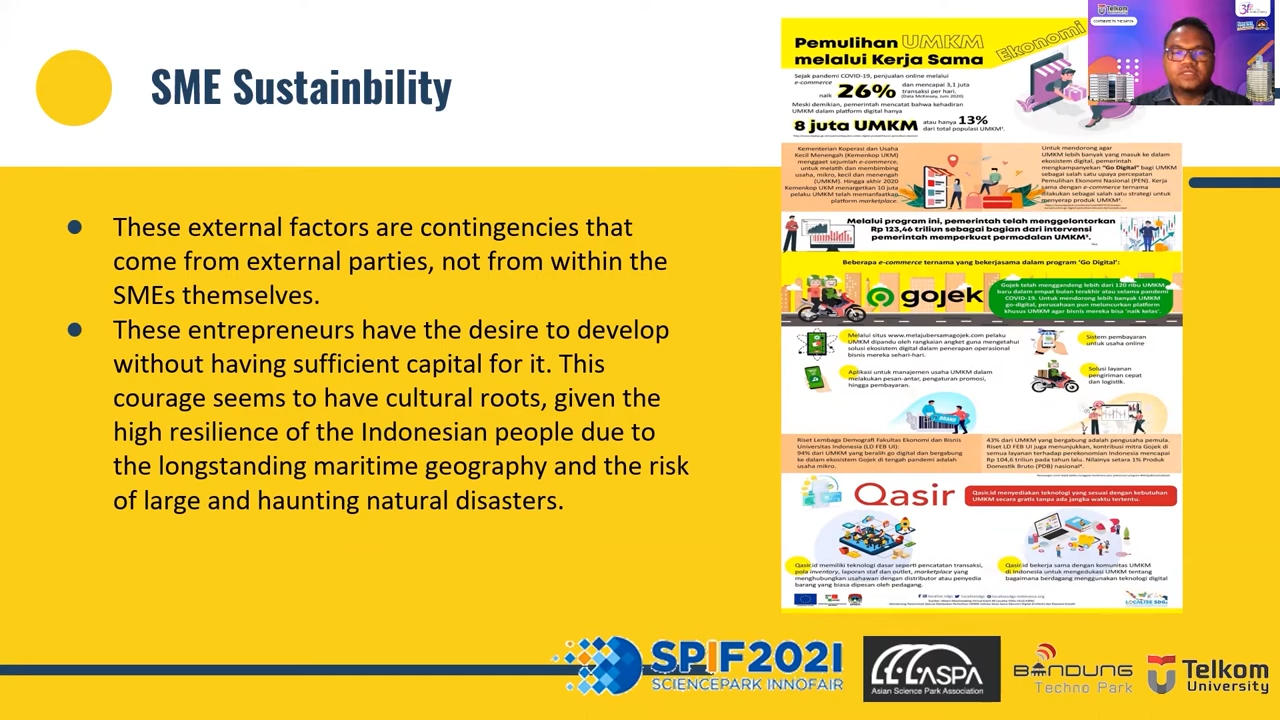 SME Sustainbility
These external factors are contingencies that
come from external parties, not from within the
SMEs themselves.
These entrepreneurs have the desire to develop
without having sufficient capital for it. This
courage seems to have cultural roots, given the
high resilience of the Indonesian people due to
the longstanding maritime geography and the risk
of large and haunting natural disasters.
Pemulihan UMKM
melalui Kerja Sama
Ekonomi
Sejak pandemi COVID-19, penjualan online melalui
e-commerce
naik 26% dan mencapai 3,1 juta
transaksi per hari.
(Data McKinsey, Juni 2020)
Meski demikian, pemerintah mencatat bahwa kehadiran
UMKM dalam platform digital hanya
8 juta UMKM atau hanya 13%
dari total populasi UMKM¹.
Kementerian Koperasi dan Usaha
Kecil Menengah (Kemenkop UKM)
menggaet sejumlah e-commerce,
untuk melatih dan membimbing
usaha, mikro, kecil dan menengah
(UMKM). Hingga akhir 2020
Kemenkop UKM menargetkan 10 juta
pelaku UMKM telah memanfaatkan
platform marketplace.
Untuk mendorong agar
UMKM lebih banyak yang masuk ke dalam
ekosistem digital, pemerintah
mengkampanyekan "Go Digital" bagi UMKM
sebagai salah satu upaya percepatan
Pemulihan Ekonomi Nasional (PEN). Kerja
sama dengan e-commerce ternama
dilakukan sebagai salah satu strategi untuk
menyerap produk UMKM².
Melalui program ini, pemerintah telah menggelontorkan
Rp 123,46 triliun sebagai bagian dari intervensi
pemerintah memperkuat permodalan UMKM³.
Beberapa e-commerce ternama yang bekerjasama dalam program 'Go Digital':
gojek
Gojek telah menggandeng lebih dari 120 ribu UMKM
baru dalam empat bulan terakhir atau selama pandemi
COVID-19. Untuk mendorong lebih banyak UMKM
go-digital, perusahaan pun meluncurkan platform
khusus UMKM agar bisnis mereka bisa 'naik kelas'.
Melalui situs www.melajubersamagojek.com pelaku
UMKM dipandu oleh rangkaian angket guna mengetahui
solusi ekosistem digital dalam penerapan operasional
bisnis mereka sehari-hari.
Sistem pembayaran
untuk usaha online
Aplikasi untuk manajemen usaha UMKM dalam
melakukan pesan-antar, pengaturan promosi,
hingga pembayaran.
Solusi layanan
pengiriman cepat
dan logistik.
BRAND
Riset Lembaga Demografi Fakultas Ekonomi dan Bisnis
Universitas Indonesia (LD FEB UI)
94% dari UMKM yang beralih go digital dan bergabung
ke dalam ekosistem Gojek di tengah pandemi adalah
usaha mikro.
43% dari UMKM yang bergabung adalah pengusaha pemula.
Riset LD FEB UI juga menunjukkan, kontribusi mitra Gojek di
semua layanan terhadap perekonomian Indonesia mencapai
Rp 104,6 triliun pada tahun lalu. Nilainya setara 1% Produk
Domestik Bruto (PDB) nasional⁴.
Qasir
Qasir.id menyediakan teknologi yang sesuai dengan kebutuhan
UMKM secara gratis tanpa ada jangka waktu tertentu.
Qasir.id memiliki teknologi dasar seperti pencatatan transaksi,
pola inventory, laporan staf dan outlet, marketplace yang
menghubungkan usahawan dengan distributor atau penyedia
barang yang biasa dipesan oleh pedagang.
Qasir.id bekerja sama dengan komunitas UMKM
di Indonesia untuk mengedukasi UMKM tentang
bagaimana berdagang menggunakan teknologi digital
LOCALISE SDGs
Telkom
University
SPIF2021
SCIENCEPARK INNOFAIR
ASPA
Asian Science Park Association
BANDUNG
Techno Park
Telkom
University